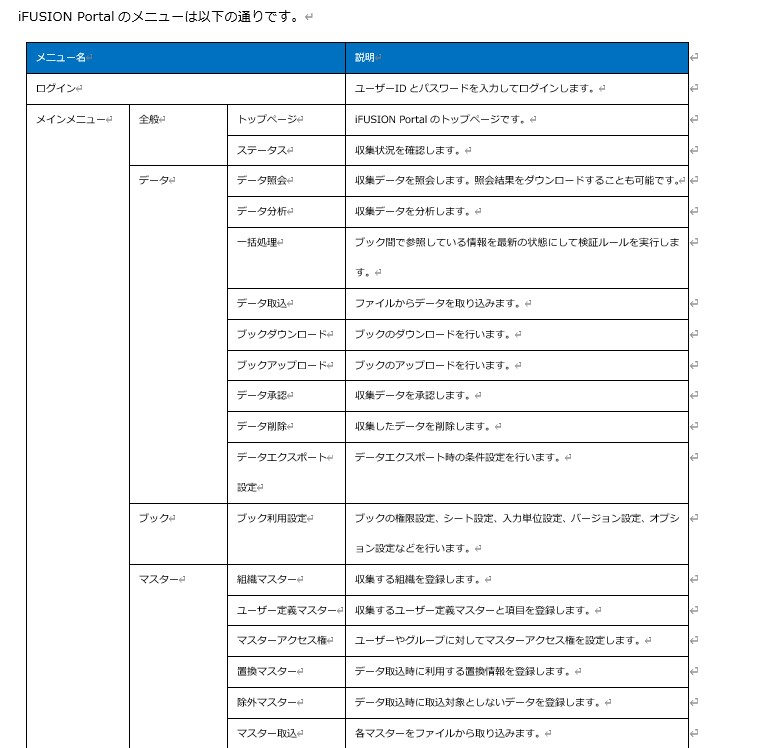 iFUSION Portal のメニューは以下の通りです。
メニュー名 説明
ログイン ユーザーID とパスワードを入力してログインします。
メインメニュー 全般 トップページ iFUSION Portal のトップページです。
ステータス 収集状況を確認します。
データ データ照会 収集データを照会します。照会結果をダウンロードすることも可能です。
データ分析 収集データを分析します。
一括処理 ブック間で参照している情報を最新の状態にして検証ルールを実行しま
す。
データ取込 ファイルからデータを取り込みます。
ブックダウンロード ブックのダウンロードを行います。
ブックアップロード ブックのアップロードを行います。
データ承認 収集データを承認します。
データ削除 収集したデータを削除します。
データエクスポート データエクスポート時の条件設定を行います。
設定
ブック ブック利用設定 ブックの権限設定、シート設定、入力単位設定、バージョン設定、オプシ
ョン設定などを行います。
マスター 組織マスター 収集する組織を登録します。
ユーザー定義マスター 収集するユーザー定義マスターと項目を登録します。
マスターアクセス権 ユーザーやグループに対してマスターアクセス権を設定します。
置換マスター データ取込時に利用する置換情報を登録します。
除外マスター データ取込時に取込対象としないデータを登録します。
マスター取込 各マスターをファイルから取り込みます。